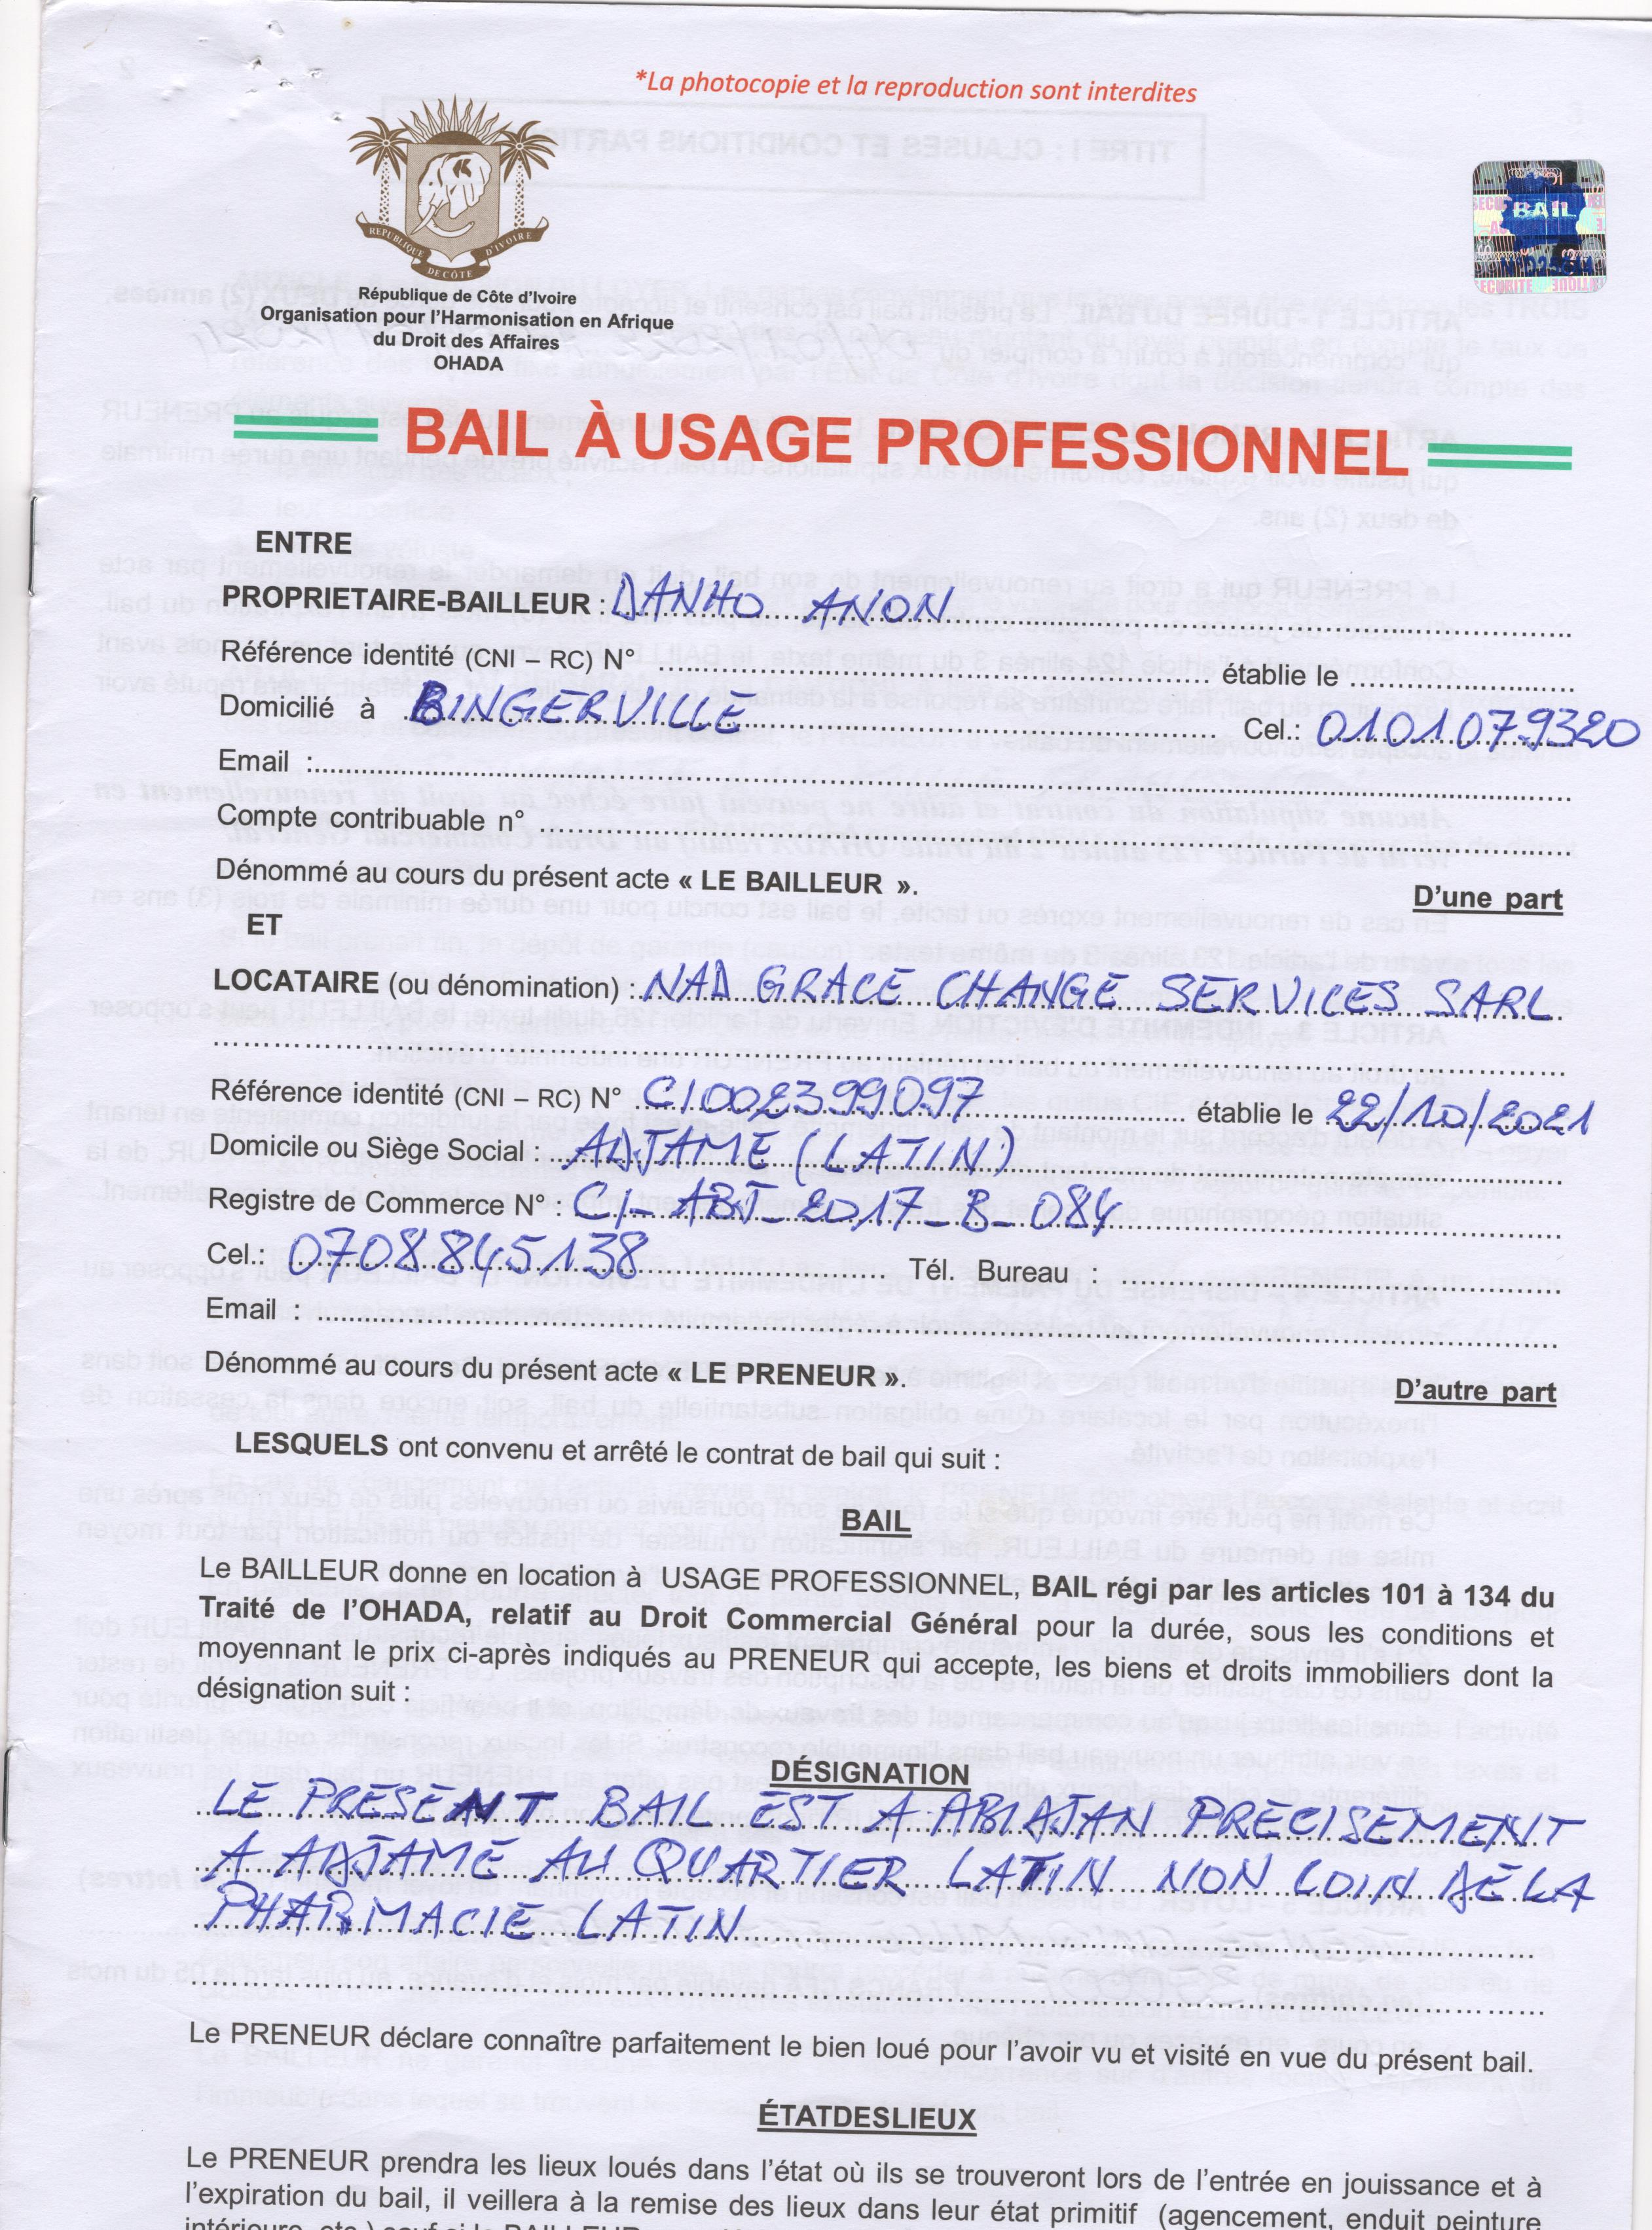 *La photocopie et la reproduction sont interdites
REPUBLIQUE DE CÔTE D'IVOIRE
BAIL
République de Côte d'Ivoire
Organisation pour l'Harmonisation en Afrique
du Droit des Affaires
OHADA
BAIL À USAGE PROFESSIONNEL
ENTRE
PROPRIETAIRE-BAILLEUR : DANHO ANON
Référence identité (CNI – RC) N° établie le
Domicilié à BINGERVILLE Cel.: 0101079320
Email :
Compte contribuable n°
Dénommé au cours du présent acte « LE BAILLEUR ».
D'une part
ET
LOCATAIRE (ou dénomination) : NAD GRACE CHANGE SERVICES SARL
Référence identité (CNI – RC) N° CI002399097 établie le 22/10/2021
Domicile ou Siège Social : ADJAME (LATIN)
Registre de Commerce N° : CI_ABJ_2017_B_084
Cel.: 0708845138 Tél. Bureau :
Email :
Dénommé au cours du présent acte « LE PRENEUR ».
D'autre part
LESQUELS ont convenu et arrêté le contrat de bail qui suit :
BAIL
Le BAILLEUR donne en location à USAGE PROFESSIONNEL, BAIL régi par les articles 101 à 134 du
Traité de l'OHADA, relatif au Droit Commercial Général pour la durée, sous les conditions et
moyennant le prix ci-après indiqués au PRENEUR qui accepte, les biens et droits immobiliers dont la
désignation suit :
DÉSIGNATION
LE PRESENT BAIL EST A ABIDJAN PRECISEMENT
A ADJAME AU QUARTIER LATIN NON LOIN DE LA
PHARMACIE LATIN
Le PRENEUR déclare connaître parfaitement le bien loué pour l'avoir vu et visité en vue du présent bail.
ÉTATDESLIEUX
Le PRENEUR prendra les lieux loués dans l'état où ils se trouveront lors de l'entrée en jouissance et à
l'expiration du bail, il veillera à la remise des lieux dans leur état primitif (agencement, enduit peinture